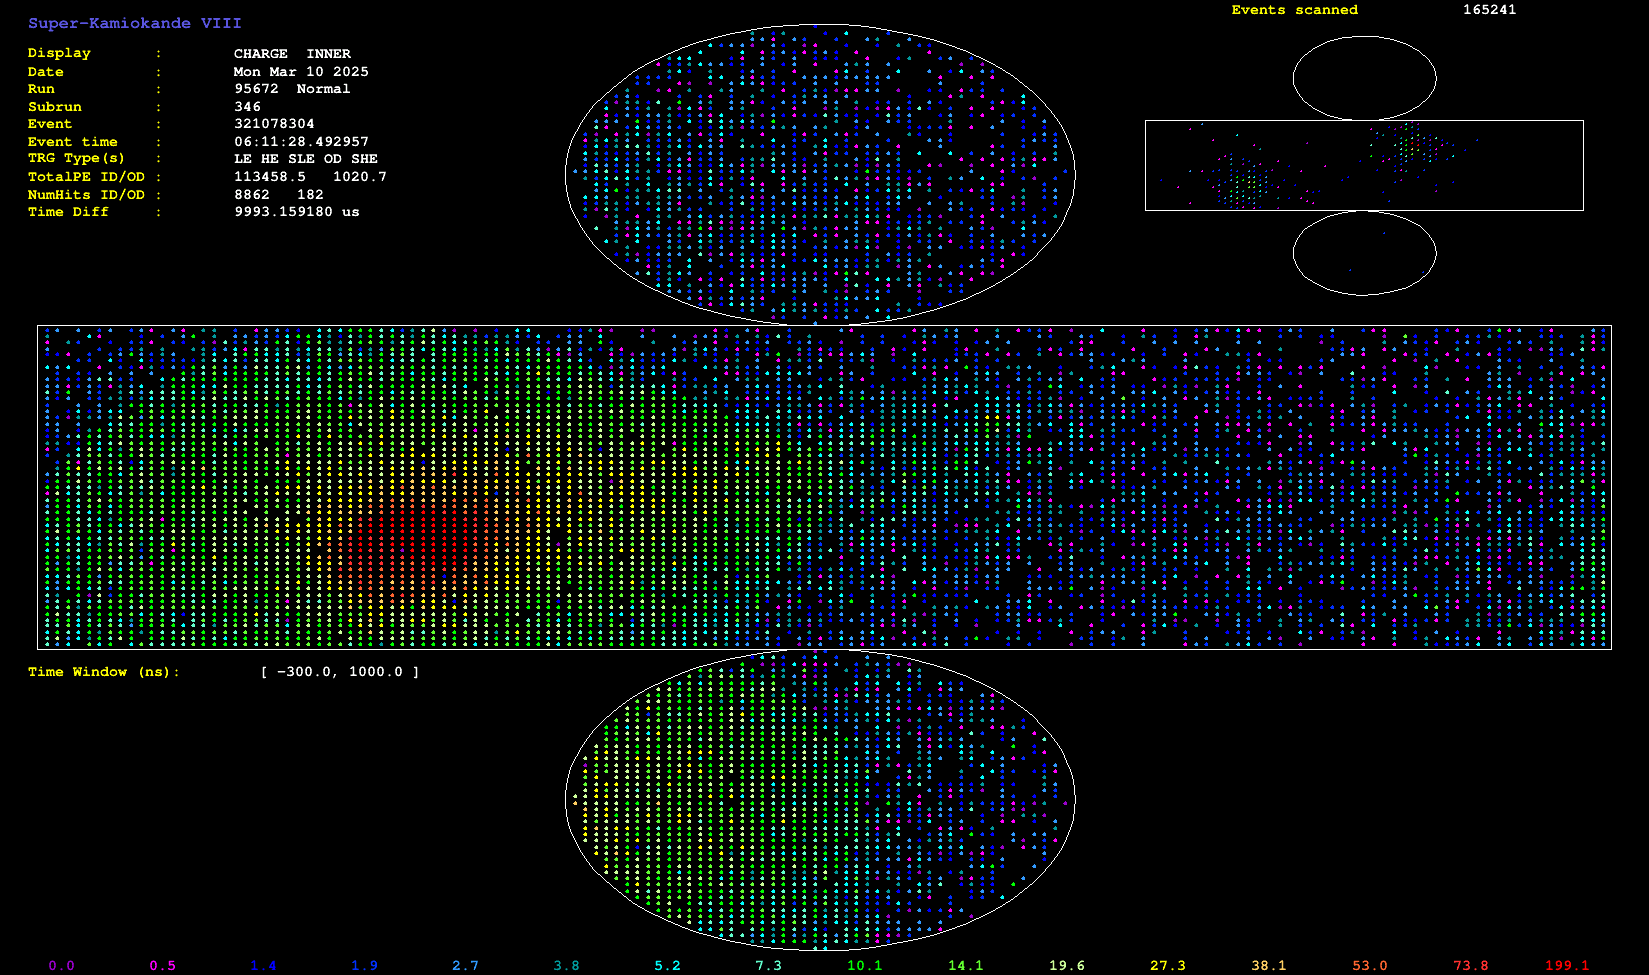 Super-Kamiokande VIII
Events scanned 165241
Display : CHARGE INNER
Date : Mon Mar 10 2025
Run : 95672 Normal
Subrun : 346
Event : 321078304
Event time : 06:11:28.492957
TRG Type(s) : LE HE SLE OD SHE
TotalPE ID/OD : 113458.5 1020.7
NumHits ID/OD : 8862 182
Time Diff : 9993.159180 us
Time Window (ns): [ -300.0, 1000.0 ]
0.0 0.5 1.4 1.9 2.7 3.8 5.2 7.3 10.1 14.1 19.6 27.3 38.1 53.0 73.8 199.1